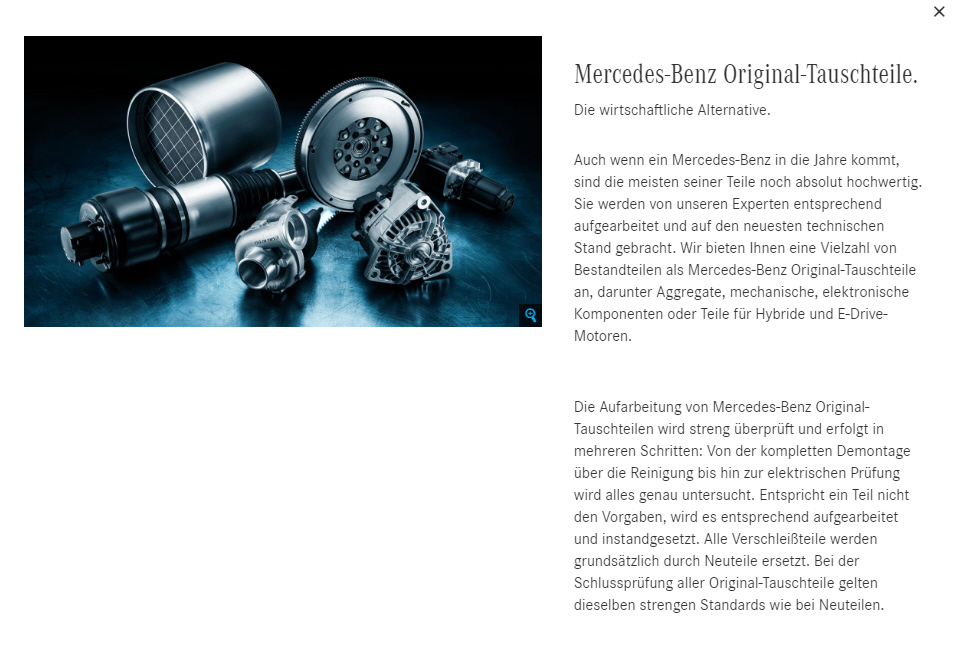 Mercedes-Benz Original-Tauschteile.
Die wirtschaftliche Alternative.
Auch wenn ein Mercedes-Benz in die Jahre kommt,
sind die meisten seiner Teile noch absolut hochwertig.
Sie werden von unseren Experten entsprechend
aufgearbeitet und auf den neuesten technischen
Stand gebracht. Wir bieten Ihnen eine Vielzahl von
Bestandteilen als Mercedes-Benz Original-Tauschteile
an, darunter Aggregate, mechanische, elektronische
Komponenten oder Teile für Hybride und E-Drive-
Motoren.
Die Aufarbeitung von Mercedes-Benz Original-
Tauschteilen wird streng überprüft und erfolgt in
mehreren Schritten: Von der kompletten Demontage
über die Reinigung bis hin zur elektrischen Prüfung
wird alles genau untersucht. Entspricht ein Teil nicht
den Vorgaben, wird es entsprechend aufgearbeitet
und instandgesetzt. Alle Verschleißteile werden
grundsätzlich durch Neuteile ersetzt. Bei der
Schlussprüfung aller Original-Tauschteile gelten
dieselben strengen Standards wie bei Neuteilen.